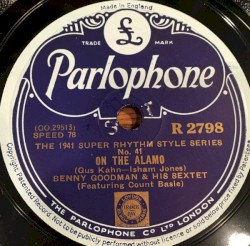 Made in England
£
TRADE MARK.
Parlophone
(OD.29513)
SPEED 78
R 2798
THE 1941 SUPER RHYTHM STYLE SERIES
No. 41
ON THE ALAMO
(Gus Kahn—Isham Jones)
BENNY GOODMAN & HIS SEXTET
(Featuring Count Basie)
THE PARLOPHONE CO LTD LONDON